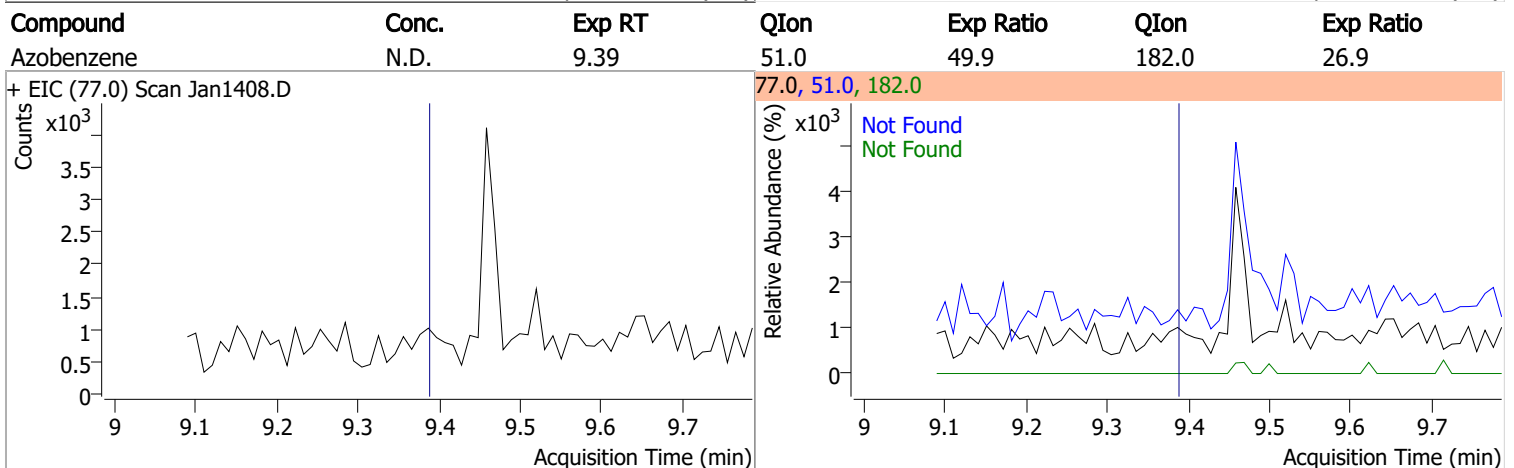 Compound Conc. Exp RT QIon Exp Ratio QIon Exp Ratio
Azobenzene N.D. 9.39 51.0 49.9 182.0 26.9
+ EIC (77.0) Scan Jan1408.D
Counts
x10³
3.5
3
2.5
2
1.5
1
0.5
0
9 9.1 9.2 9.3 9.4 9.5 9.6 9.7
Acquisition Time (min)
77.0, 51.0, 182.0
Relative Abundance (%)
x10³
Not Found
Not Found
4
3
2
1
0
9 9.1 9.2 9.3 9.4 9.5 9.6 9.7
Acquisition Time (min)